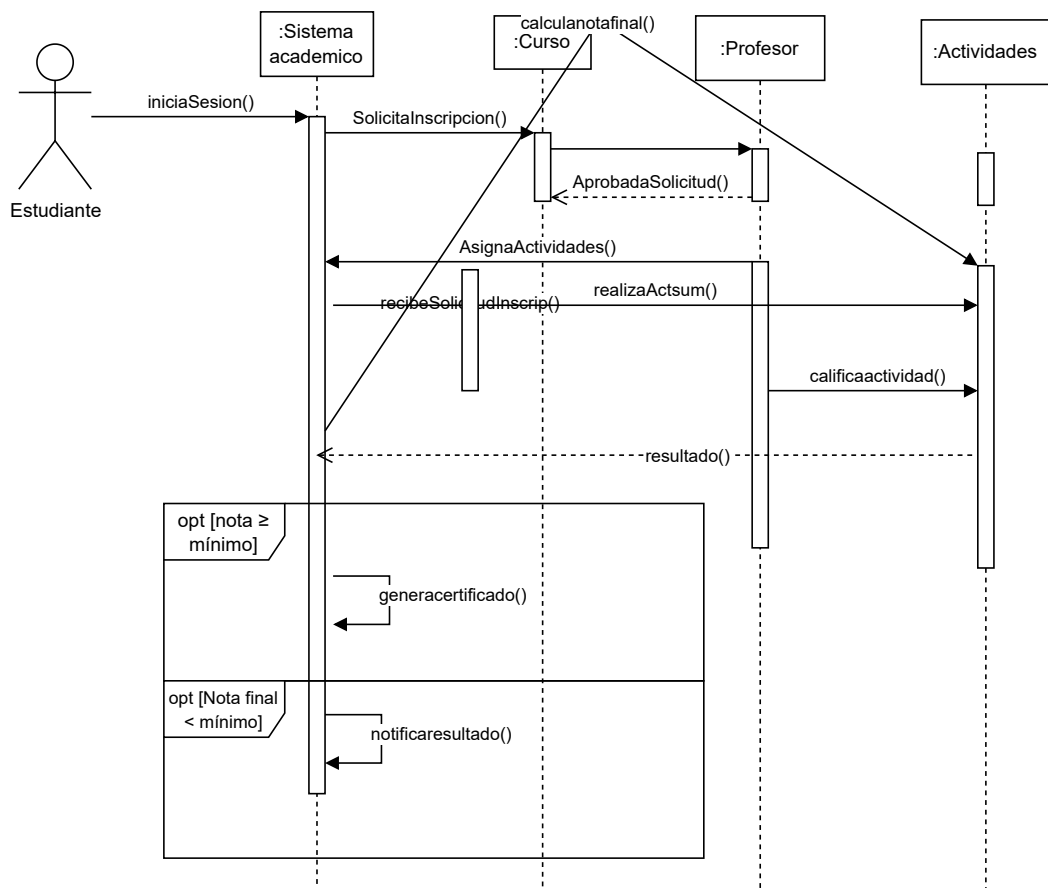 :Sistema
academico
calculanotafinal()
:Curso
:Profesor
:Actividades
iniciaSesion()
SolicitaInscripcion()
AprobadaSolicitud()
Estudiante
AsignaActividades()
realizaActsum()
recibeSolicitudInscrip()
calificaactividad()
resultado()
opt [nota ≥
mínimo]
generacertificado()
opt [Nota final
< mínimo]
notificaresultado()